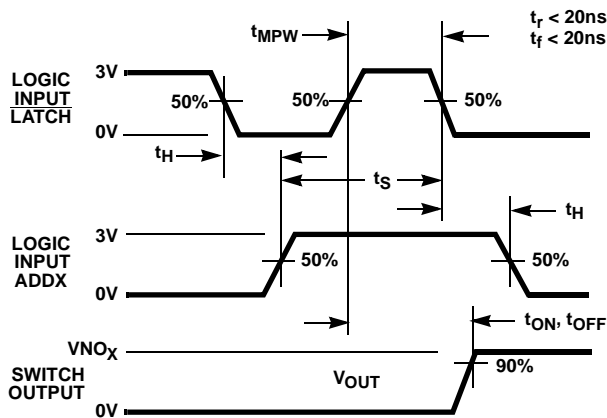 tMPW
tr < 20ns
tf < 20ns
LOGIC
INPUT
LATCH
3V
0V
50%
50%
50%
tH
tS
tH
LOGIC
INPUT
ADDX
3V
0V
50%
50%
tON, tOFF
SWITCH
OUTPUT
VNOX
0V
VOUT
90%